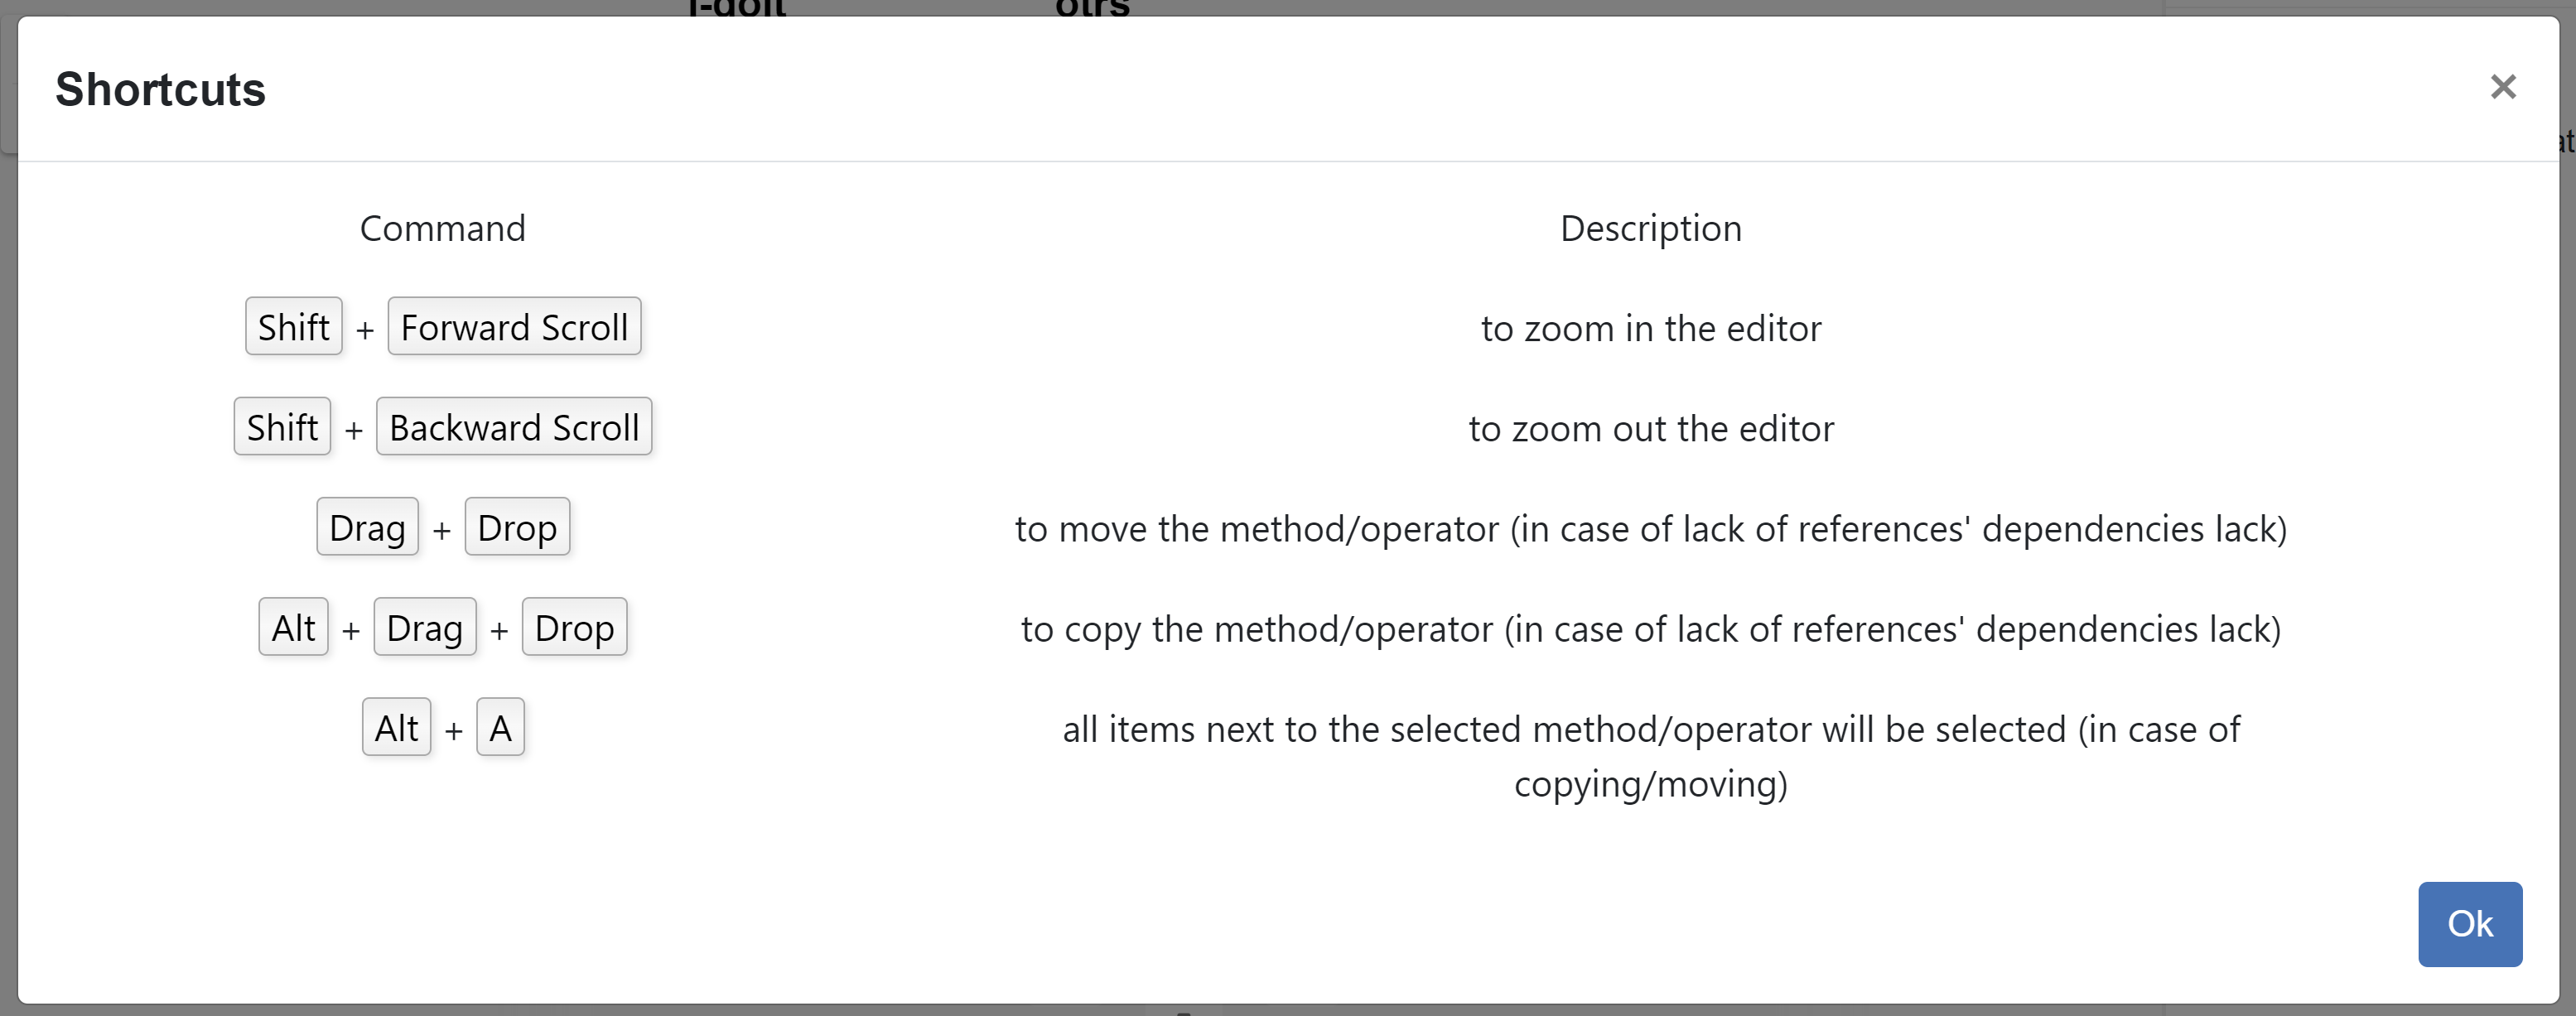 i-doit otrs
Shortcuts
×
at
Command Description
Shift + Forward Scroll to zoom in the editor
Shift + Backward Scroll to zoom out the editor
Drag + Drop to move the method/operator (in case of lack of references' dependencies lack)
Alt + Drag + Drop to copy the method/operator (in case of lack of references' dependencies lack)
Alt + A all items next to the selected method/operator will be selected (in case of
copying/moving)
Ok